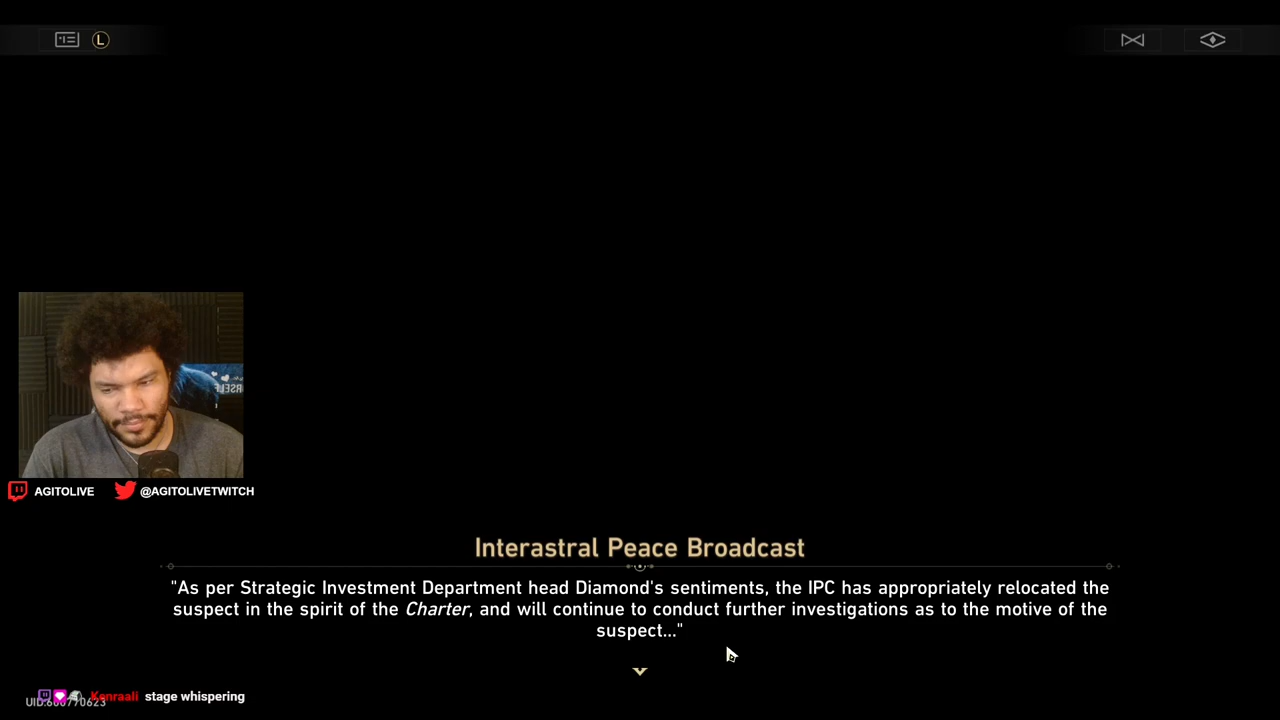 L
AGITOLIVE @AGITOLIVETWITCH
Interastral Peace Broadcast
"As per Strategic Investment Department head Diamond's sentiments, the IPC has appropriately relocated the
suspect in the spirit of the Charter, and will continue to conduct further investigations as to the motive of the
suspect..."
Kenraali stage whispering